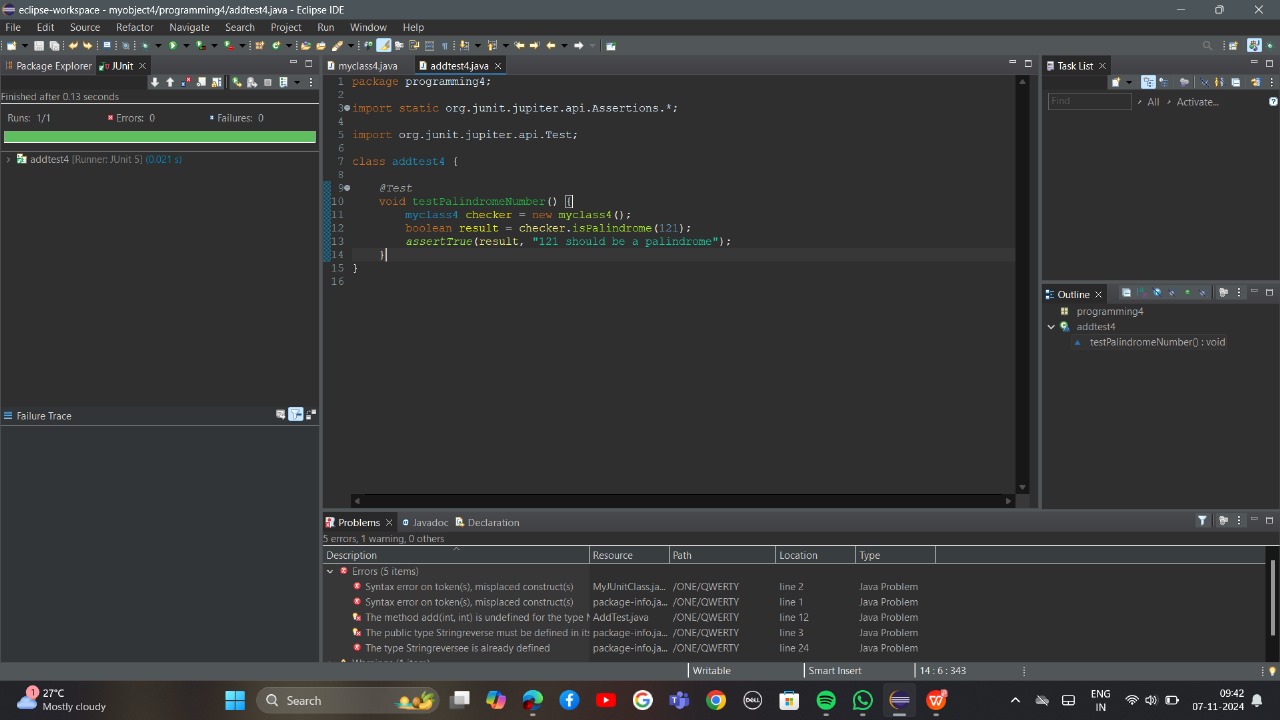 eclipse-workspace - myobject4/programming4/addtest4.java - Eclipse IDE
File Edit Source Refactor Navigate Search Project Run Window Help
Package Explorer JUnit
Finished after 0.13 seconds
Runs: 1/1 Errors: 0 Failures: 0
addtest4 [Runner: JUnit 5] (0.021 s)
Failure Trace
myclass4.java addtest4.java
1 package programming4;
2
3 import static org.junit.jupiter.api.Assertions.*;
4
5 import org.junit.jupiter.api.Test;
6
7 class addtest4 {
8
9 @Test
10 void testPalindromeNumber() {
11 myclass4 checker = new myclass4();
12 boolean result = checker.isPalindrome(121);
13 assertTrue(result, "121 should be a palindrome");
14 }
15 }
16
Task List
Find All Activate...
Outline
programming4
addtest4
testPalindromeNumber() : void
Problems Javadoc Declaration
5 errors, 1 warning, 0 others
Description Resource Path Location Type
Errors (5 items)
Syntax error on token(s), misplaced construct(s) MyJUnitClass.ja... /ONE/QWERTY line 2 Java Problem
Syntax error on token(s), misplaced construct(s) package-info.ja... /ONE/QWERTY line 1 Java Problem
The method add(int, int) is undefined for the type AddTest.java /ONE/QWERTY line 12 Java Problem
The public type Stringreverse must be defined in its package-info.ja... /ONE/QWERTY line 3 Java Problem
The type Stringreversee is already defined package-info.ja... /ONE/QWERTY line 24 Java Problem
Writable Smart Insert 14 : 6 : 343
1
27°C
Mostly cloudy
Search
DELL
ENG
IN
09:42
07-11-2024